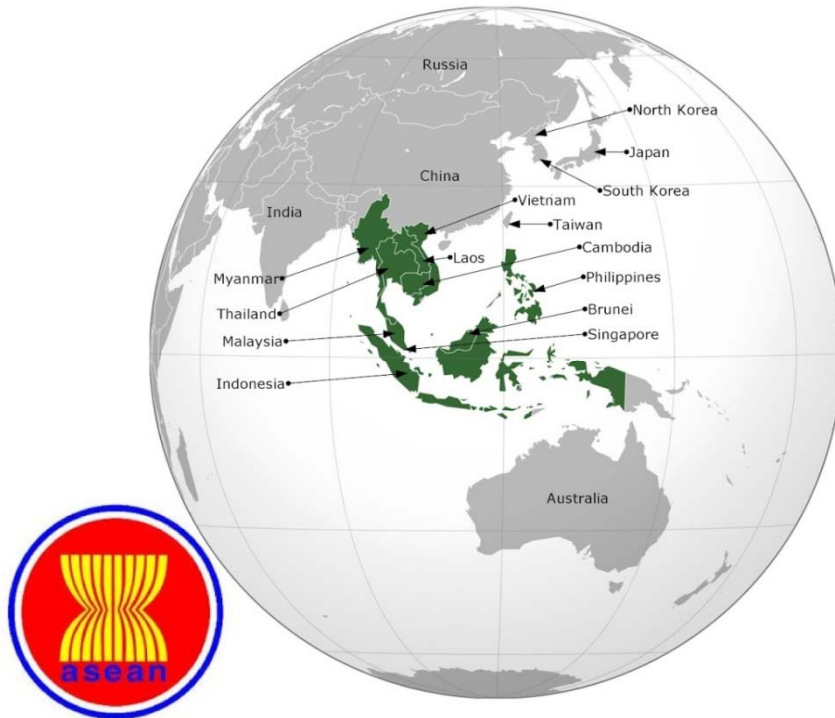 Russia
North Korea
Japan
China
South Korea
Vietnam
India
Taiwan
Cambodia
Laos
Myanmar
Philippines
Thailand
Brunei
Malaysia
Singapore
Indonesia
Australia
asean